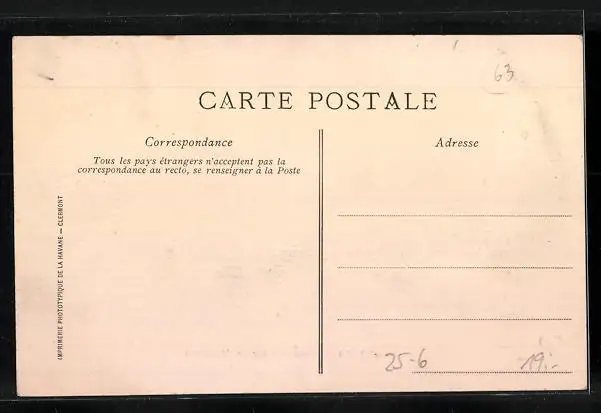 63
CARTE POSTALE
Correspondance
Tous les pays étrangers n'acceptent pas la
correspondance au recto, se renseigner à la Poste
Adresse
IMPRIMERIE PHOTOTYPIQUE DE LA HAVANE — CLERMONT
25-6
19.-